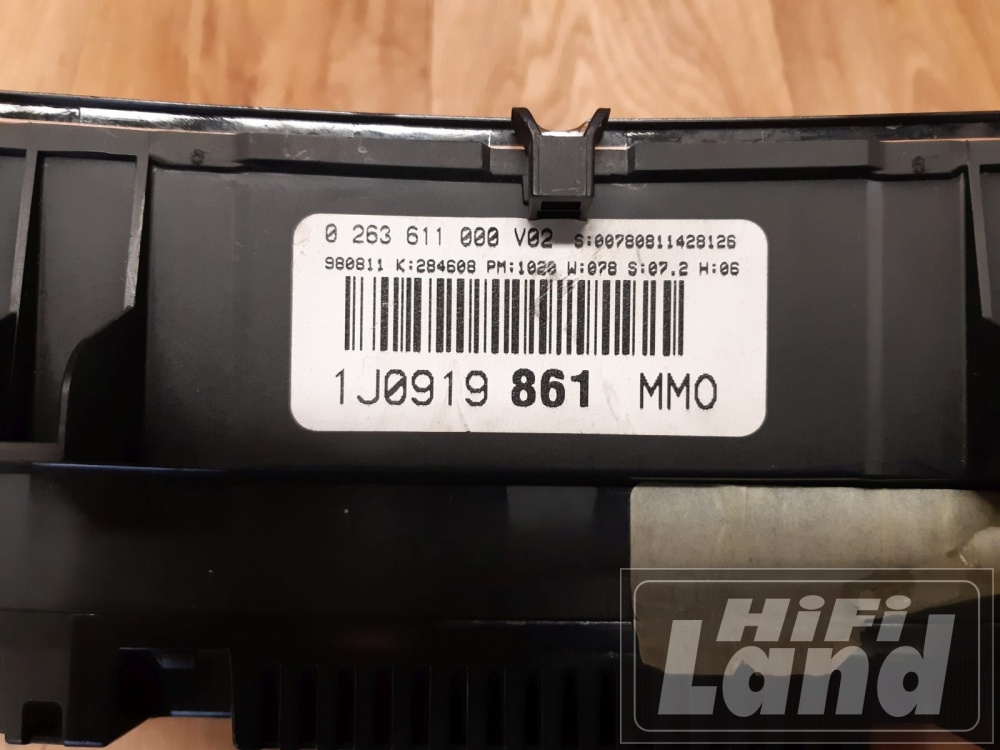 0 263 611 000 V02 S:00780811428126
980811 K:284608 PM:1020 W:078 S:07.2 H:06
1J0919 861 MMO
HiFi
Land